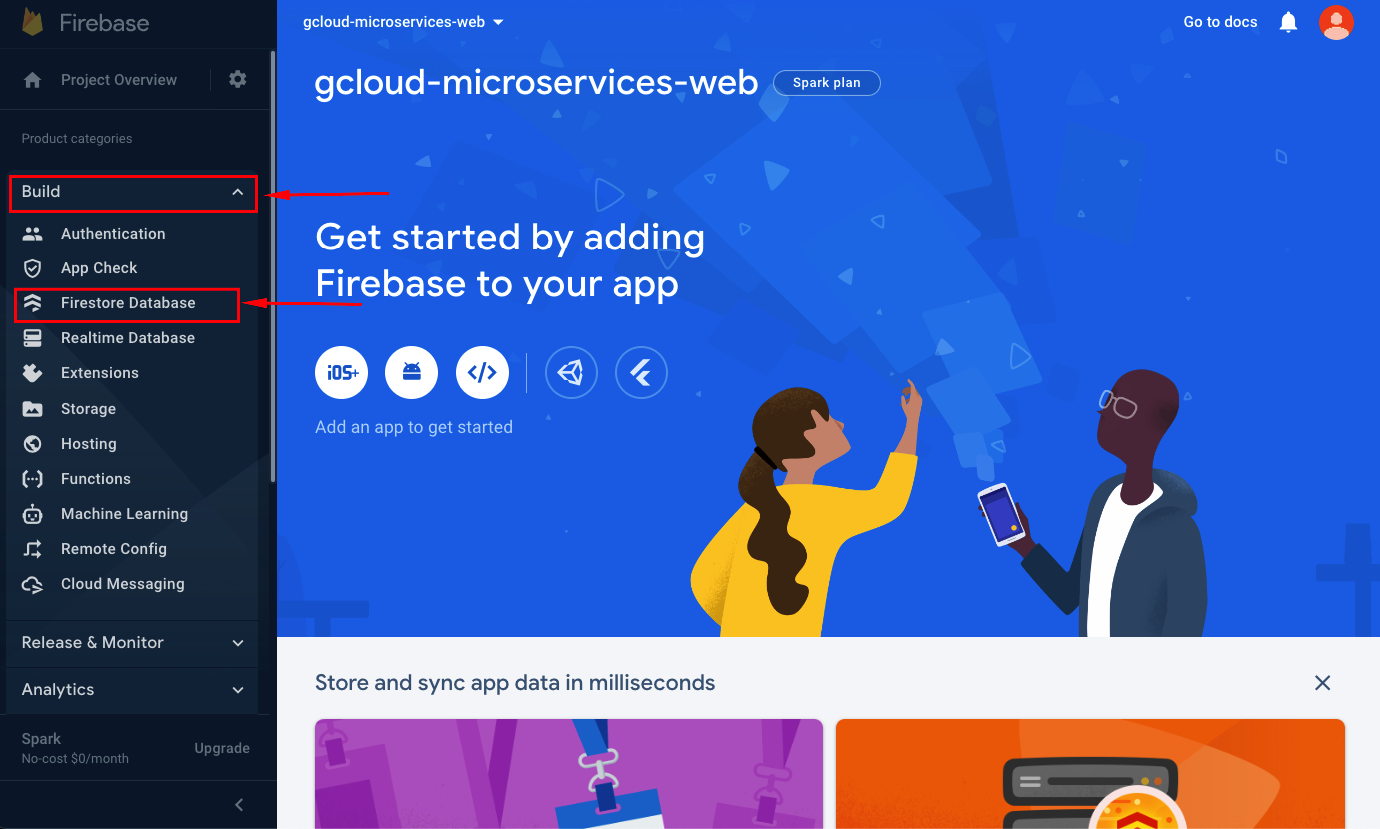 Firebase
Project Overview
Product categories
Build
Authentication
App Check
Firestore Database
Realtime Database
Extensions
Storage
Hosting
Functions
Machine Learning
Remote Config
Cloud Messaging
Release & Monitor
Analytics
Spark
No-cost $0/month
Upgrade
gcloud-microservices-web
Go to docs
gcloud-microservices-web
Spark plan
Get started by adding
Firebase to your app
iOS+
</>
Add an app to get started
Store and sync app data in milliseconds